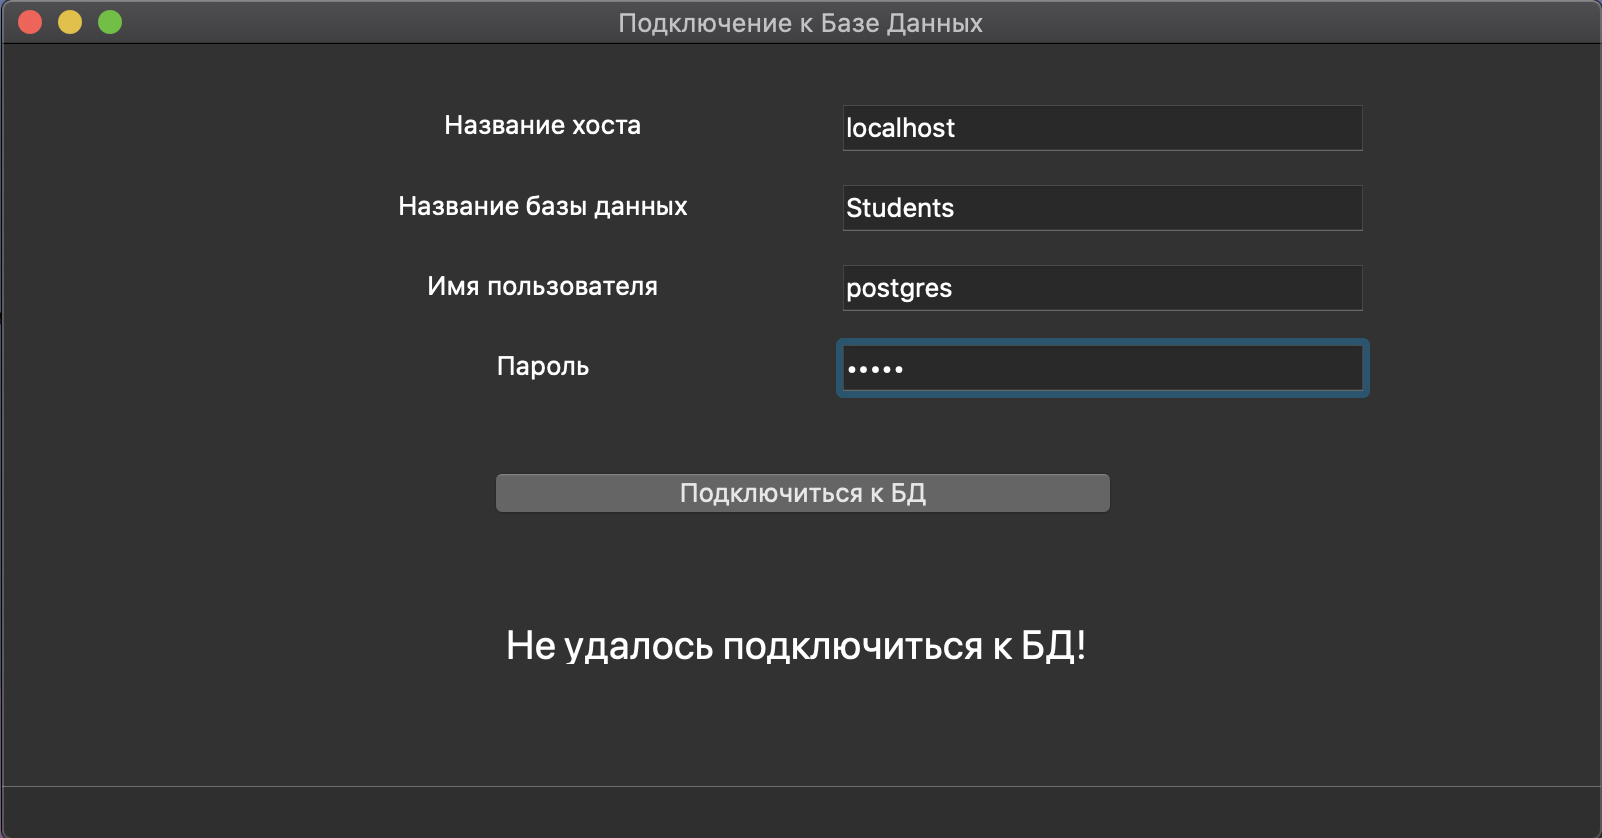 Подключение к Базе Данных
Название хоста localhost
Название базы данных Students
Имя пользователя postgres
Пароль •••••
Подключиться к БД
Не удалось подключиться к БД!